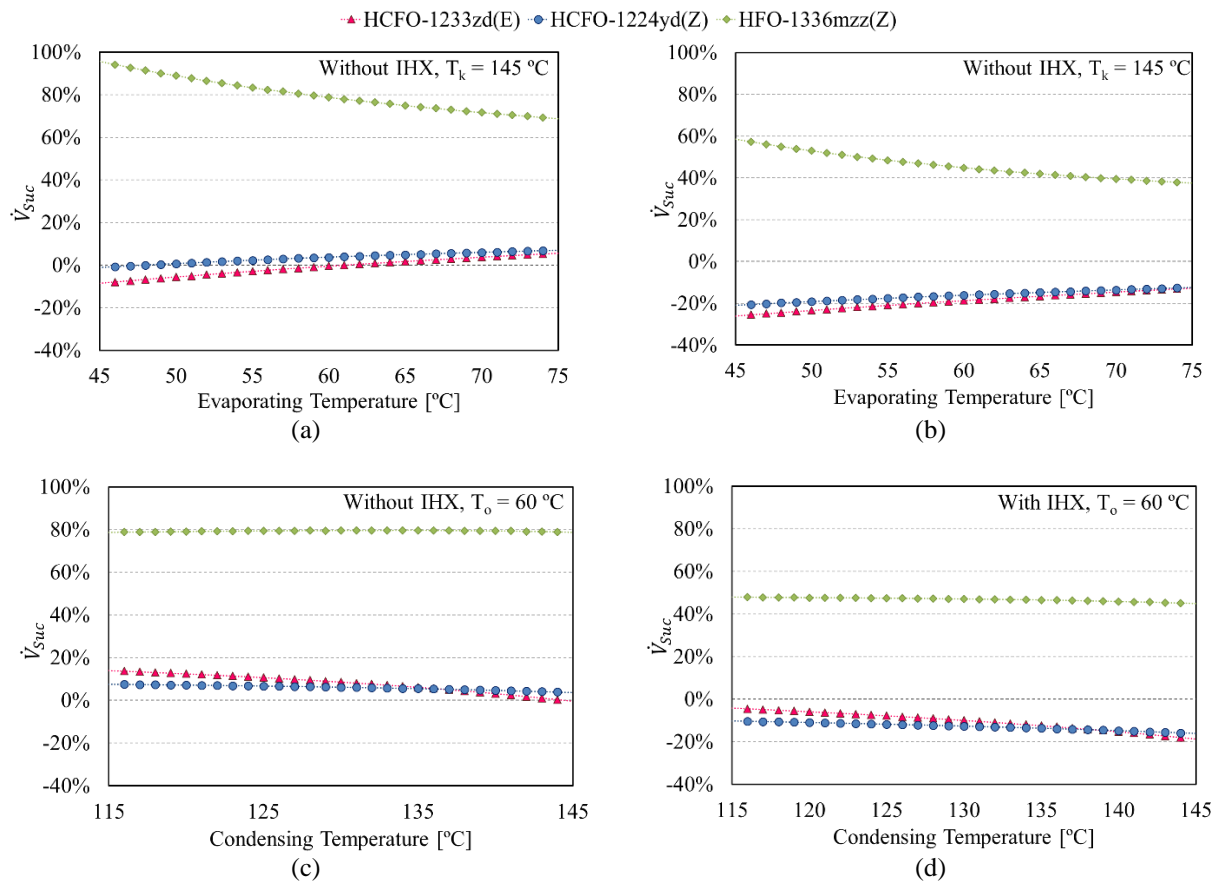 HCFO-1233zd(E) HCFO-1224yd(Z) HFO-1336mzz(Z)
100%
80%
60%
40%
20%
0%
-20%
-40%
V̇Suc
Without IHX, Tk = 145 ºC
45 50 55 60 65 70 75
Evaporating Temperature [ºC]
(a)
100%
80%
60%
40%
20%
0%
-20%
-40%
V̇Suc
Without IHX, Tk = 145 ºC
45 50 55 60 65 70 75
Evaporating Temperature [ºC]
(b)
100%
80%
60%
40%
20%
0%
-20%
-40%
V̇Suc
Without IHX, To = 60 ºC
115 125 135 145
Condensing Temperature [ºC]
(c)
100%
80%
60%
40%
20%
0%
-20%
-40%
V̇Suc
With IHX, To = 60 ºC
115 120 125 130 135 140 145
Condensing Temperature [ºC]
(d)